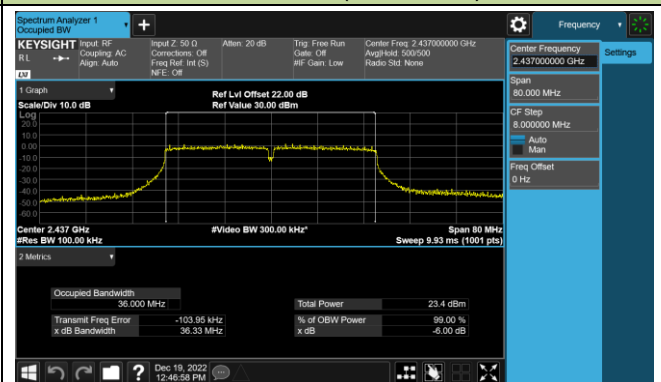 Spectrum Analyzer 1
Occupied BW
Frequency
KEYSIGHT
Input: RF
Coupling: AC
Align: Auto
Input Z: 50 Ω
Corrections: Off
Freq Ref: Int (S)
NFE: Off
Atten: 20 dB
Trig: Free Run
Gate: Off
#IF Gain: Low
Center Freq: 2.437000000 GHz
Avg|Hold: 500/500
Radio Std: None
RL
LXI
Center Frequency
2.437000000 GHz
Settings
Span
80.000 MHz
CF Step
8.000000 MHz
Auto
Man
Freq Offset
0 Hz
1 Graph
Scale/Div 10.0 dB
Ref Lvl Offset 22.00 dB
Ref Value 30.00 dBm
Log
20.0
10.0
0.00
-10.0
-20.0
-30.0
-40.0
-50.0
-60.0
Center 2.437 GHz
#Res BW 100.00 kHz
#Video BW 300.00 kHz*
Span 80 MHz
Sweep 9.93 ms (1001 pts)
2 Metrics
Occupied Bandwidth
36.000 MHz
Transmit Freq Error -103.95 kHz
x dB Bandwidth 36.33 MHz
Total Power 23.4 dBm
% of OBW Power 99.00 %
x dB -6.00 dB
Dec 19, 2022
12:46:58 PM